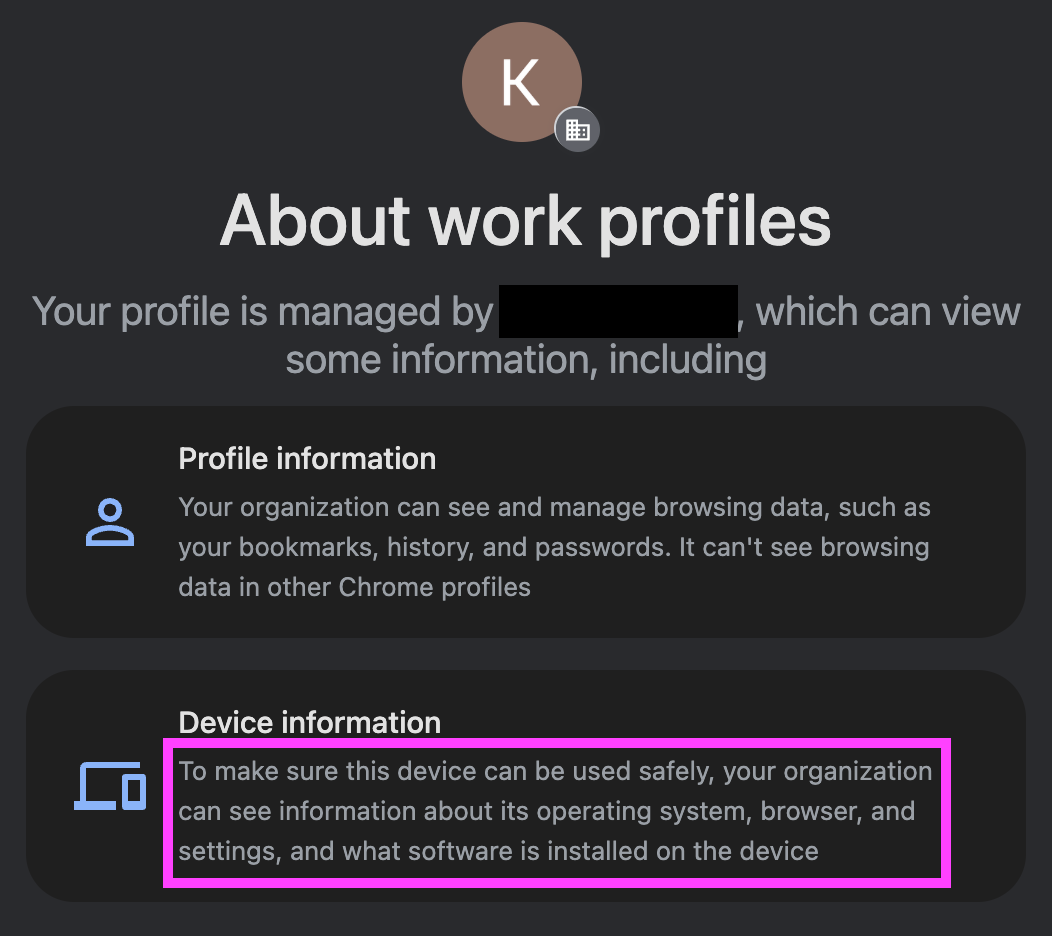 K
About work profiles
Your profile is managed by , which can view
some information, including
Profile information
Your organization can see and manage browsing data, such as
your bookmarks, history, and passwords. It can't see browsing
data in other Chrome profiles
Device information
To make sure this device can be used safely, your organization
can see information about its operating system, browser, and
settings, and what software is installed on the device